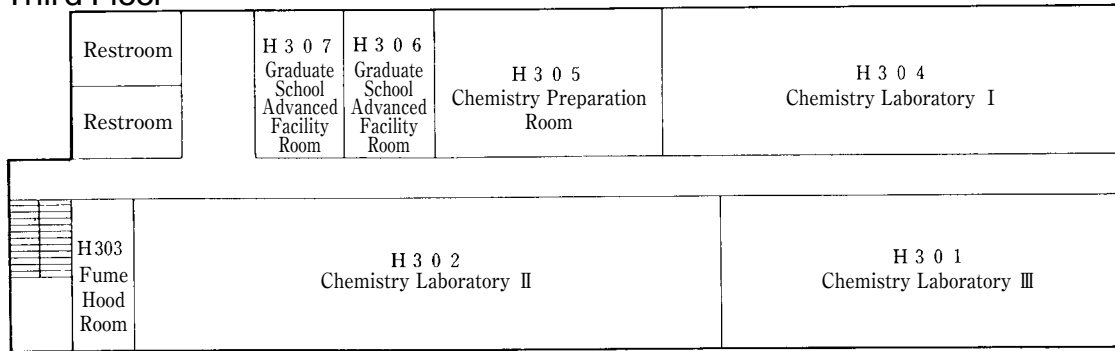 Third Floor
Restroom
Restroom
H 3 0 7
Graduate
School
Advanced
Facility
Room
H 3 0 6
Graduate
School
Advanced
Facility
Room
H 3 0 5
Chemistry Preparation
Room
H 3 0 4
Chemistry Laboratory Ⅰ
H303
Fume
Hood
Room
H 3 0 2
Chemistry Laboratory Ⅱ
H 3 0 1
Chemistry Laboratory Ⅲ